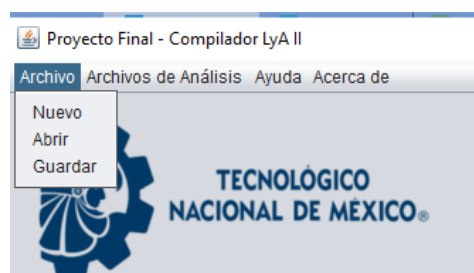 Proyecto Final - Compilador LyA II
Archivo Archivos de Análisis Ayuda Acerca de
Nuevo
Abrir
Guardar
TECNOLÓGICO
NACIONAL DE MÉXICO®